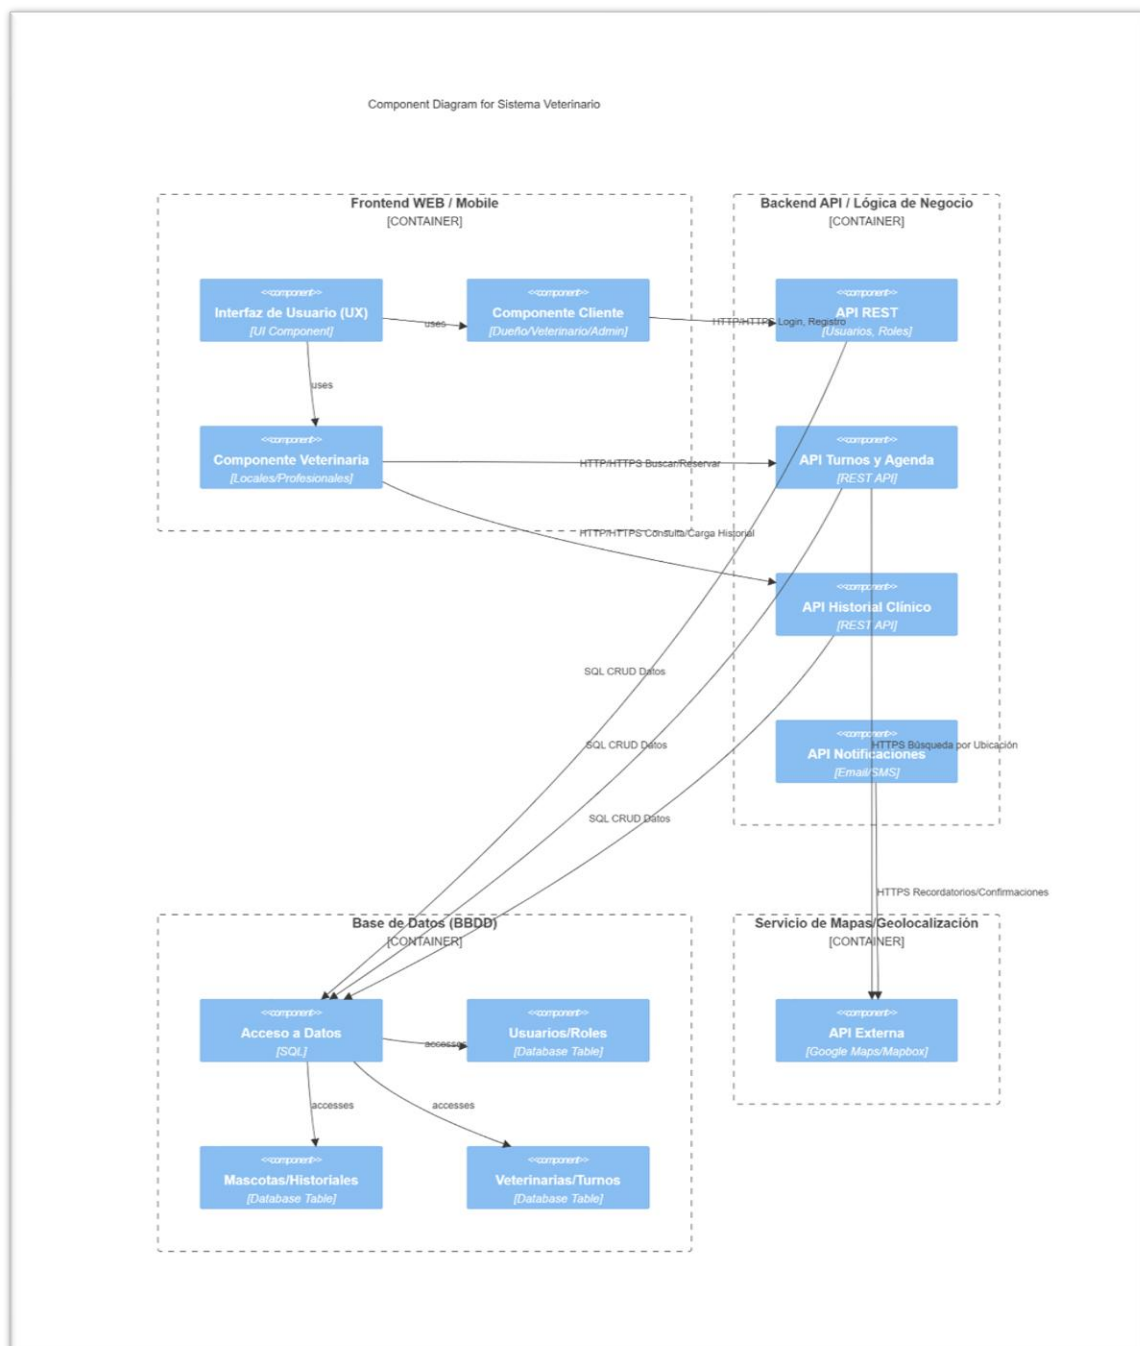 Component Diagram for Sistema Veterinario
Frontend WEB / Mobile
[CONTAINER]
<<component>>
Interfaz de Usuario (UX)
[UI Component]
uses
<<component>>
Componente Cliente
[Dueño/Veterinario/Admin]
uses
<<component>>
Componente Veterinaria
[Locales/Profesionales]
Backend API / Lógica de Negocio
[CONTAINER]
HTTP/HTTPS Login, Registro
<<component>>
API REST
[Usuarios, Roles]
HTTP/HTTPS Buscar/Reservar
<<component>>
API Turnos y Agenda
[REST API]
HTTP/HTTPS Consulta/Carga Historial
<<component>>
API Historial Clínico
[REST API]
<<component>>
API Notificaciones
[Email/SMS]
HTTPS Búsqueda por Ubicación
SQL CRUD Datos
SQL CRUD Datos
SQL CRUD Datos
HTTPS Recordatorios/Confirmaciones
Base de Datos (BBDD)
[CONTAINER]
<<component>>
Acceso a Datos
[SQL]
accesses
<<component>>
Usuarios/Roles
[Database Table]
accesses
accesses
<<component>>
Mascotas/Historiales
[Database Table]
<<component>>
Veterinarias/Turnos
[Database Table]
Servicio de Mapas/Geolocalización
[CONTAINER]
<<component>>
API Externa
[Google Maps/Mapbox]